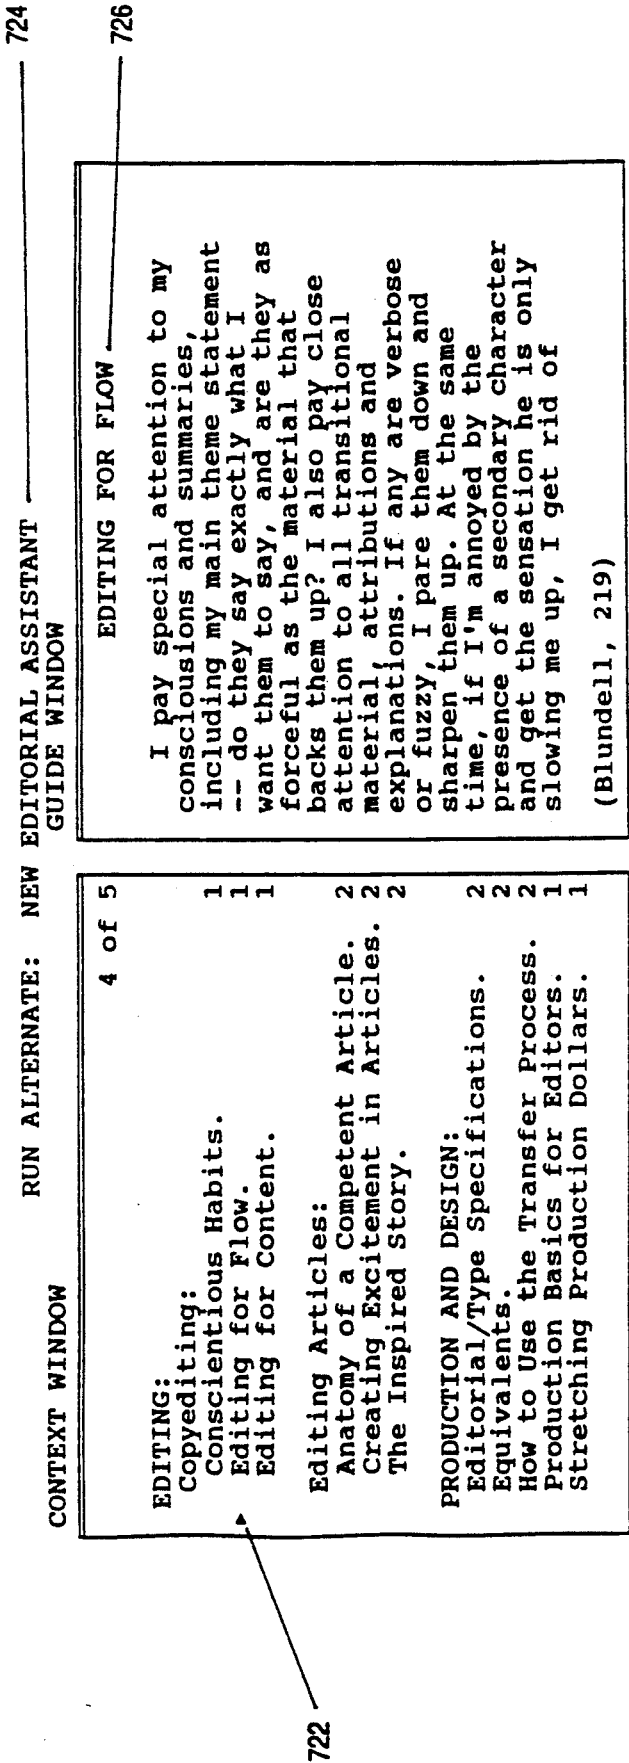 RUN ALTERNATE: NEW EDITORIAL ASSISTANT
724
CONTEXT WINDOW
GUIDE WINDOW
4 of 5
EDITING:
Copyediting:
Conscientious Habits. 1
Editing for Flow. 1
Editing for Content. 1
Editing Articles:
Anatomy of a Competent Article. 2
Creating Excitement in Articles. 2
The Inspired Story. 2
PRODUCTION AND DESIGN:
Editorial/Type Specifications. 2
Equivalents. 2
How to Use the Transfer Process. 2
Production Basics for Editors. 1
Stretching Production Dollars. 1
722
EDITING FOR FLOW
726
I pay special attention to my
consclousions and summaries,
including my main theme statement
-- do they say exactly what I
want them to say, and are they as
forceful as the material that
backs them up? I also pay close
attention to all transitional
material, attributions and
explanations. If any are verbose
or fuzzy, I pare them down and
sharpen them up. At the same
time, if I'm annoyed by the
presence of a secondary character
and get the sensation he is only
slowing me up, I get rid of
(Blundell, 219)